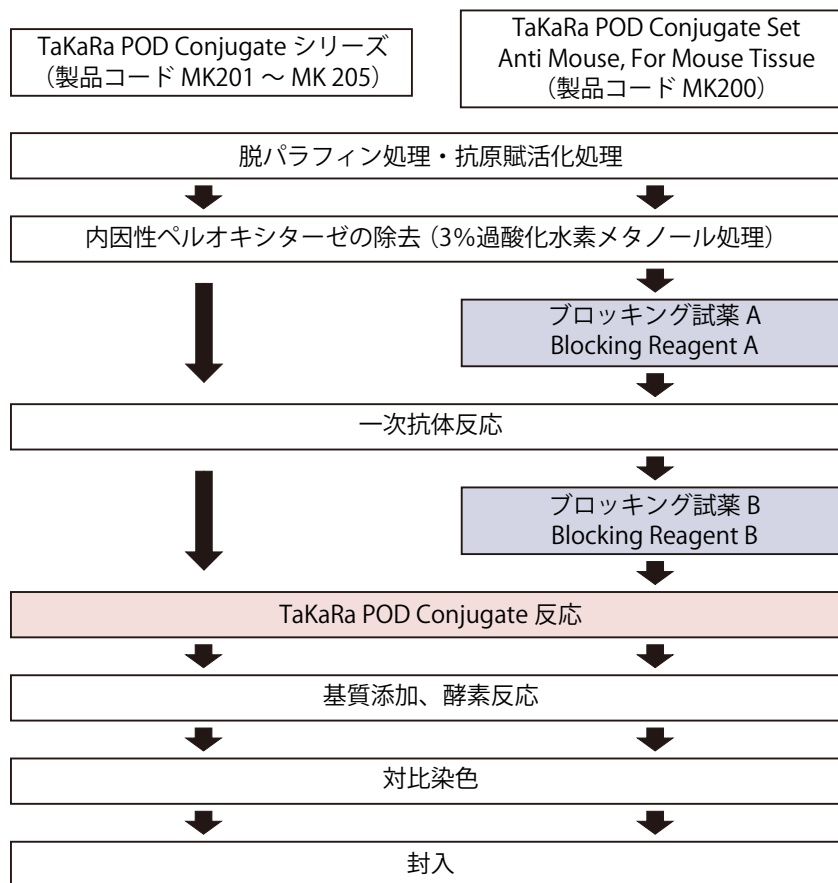 TaKaRa POD Conjugate シリーズ
（製品コード MK201 ～ MK 205）
TaKaRa POD Conjugate Set
Anti Mouse, For Mouse Tissue
（製品コード MK200）
脱パラフィン処理・抗原賦活化処理
内因性ペルオキシターゼの除去（3％過酸化水素メタノール処理）
ブロッキング試薬 A
Blocking Reagent A
一次抗体反応
ブロッキング試薬 B
Blocking Reagent B
TaKaRa POD Conjugate 反応
基質添加、酵素反応
対比染色
封入